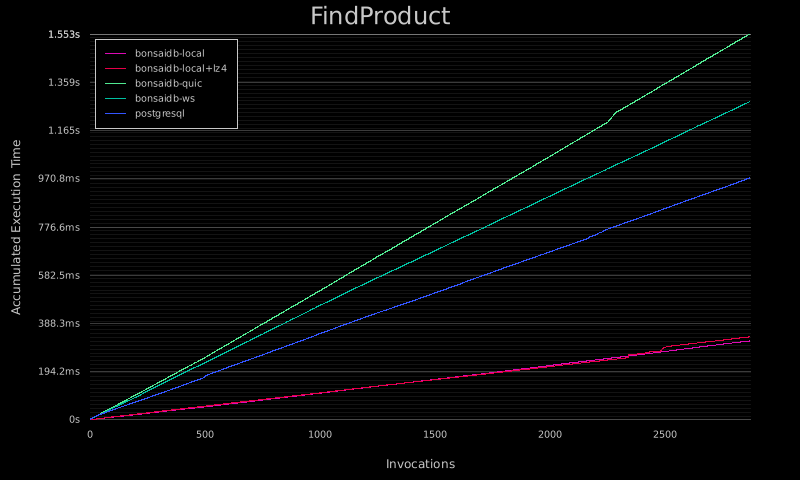 FindProduct
1.553s
bonsaidb-local
bonsaidb-local+lz4
bonsaidb-quic
bonsaidb-ws
postgresql
1.359s
1.165s
970.8ms
776.6ms
582.5ms
388.3ms
194.2ms
0s
Accumulated Execution Time
0 500 1000 1500 2000 2500
Invocations